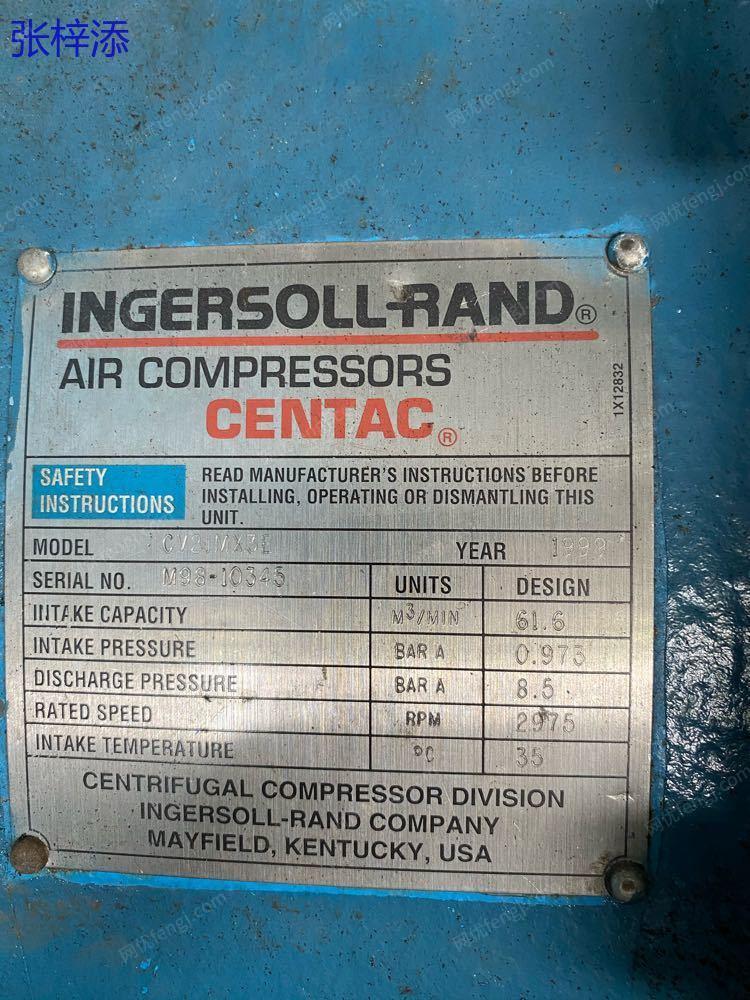 张梓添
INGERSOLL-RAND®
AIR COMPRESSORS
CENTAC®
1X12832
SAFETY INSTRUCTIONS
READ MANUFACTURER'S INSTRUCTIONS BEFORE
INSTALLING, OPERATING OR DISMANTLING THIS
UNIT.
MODEL YEAR 1999
SERIAL NO. M98-10345 UNITS DESIGN
INTAKE CAPACITY M³/MIN 61.6
INTAKE PRESSURE BAR A 0.973
DISCHARGE PRESSURE BAR A 8.5
RATED SPEED RPM 2975
INTAKE TEMPERATURE °C 35
CENTRIFUGAL COMPRESSOR DIVISION
INGERSOLL-RAND COMPANY
MAYFIELD, KENTUCKY, USA